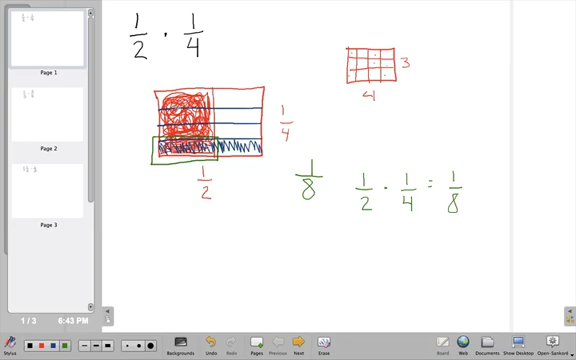 1/2 · 1/4
3
4
1/4
1/2
1/8
1/2 · 1/4 = 1/8
Page 1
Page 2
Page 3
1 / 3 6:43 PM
Stylus
Backgrounds
Undo
Pages
Previous
Next
Erase
Board
Web
Documents
Show Desktop
Open-Sankoré